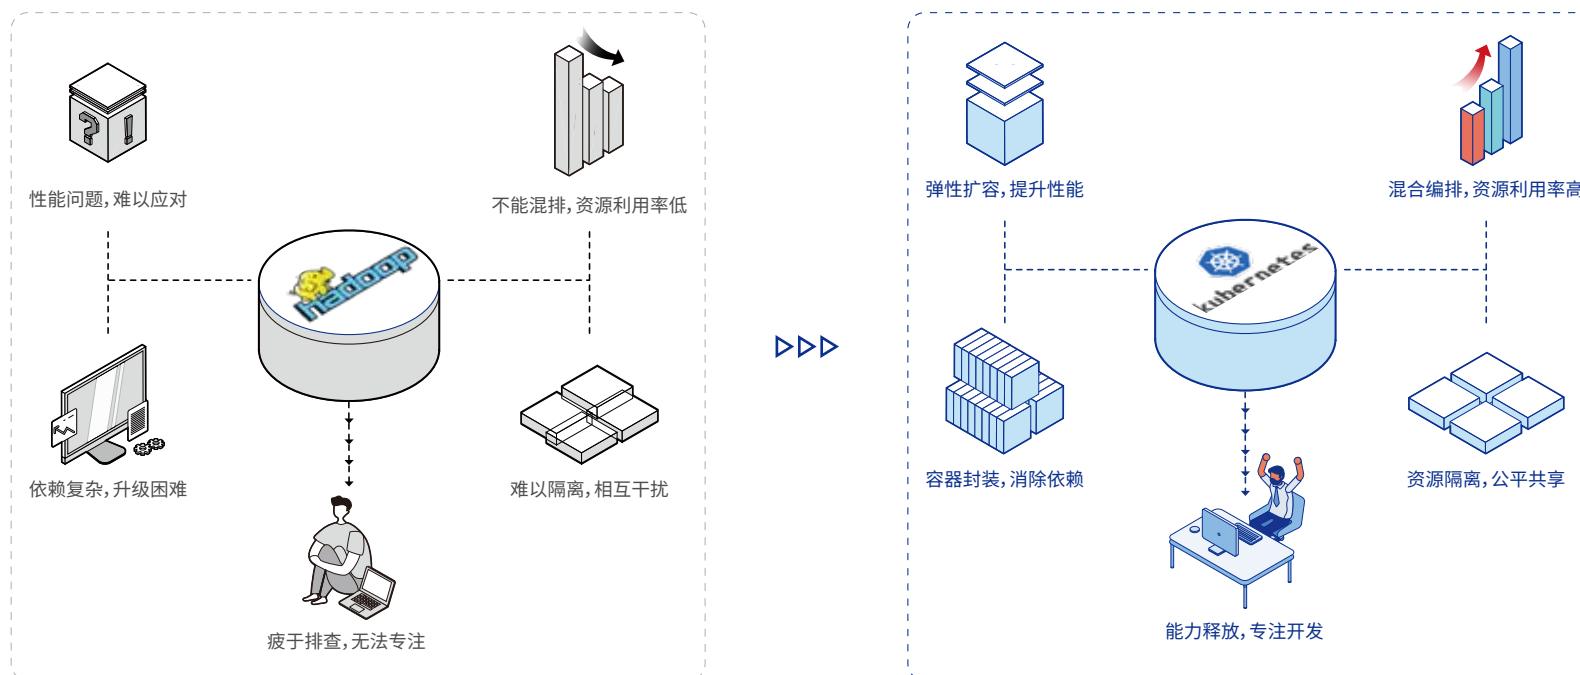 性能问题，难以应对
不能混排，资源利用率低
?
!
hadoop
依赖复杂，升级困难
难以隔离，相互干扰
疲于排查，无法专注
弹性扩容，提升性能
混合编排，资源利用率高
kubernetes
容器封装，消除依赖
资源隔离，公平共享
能力释放，专注开发